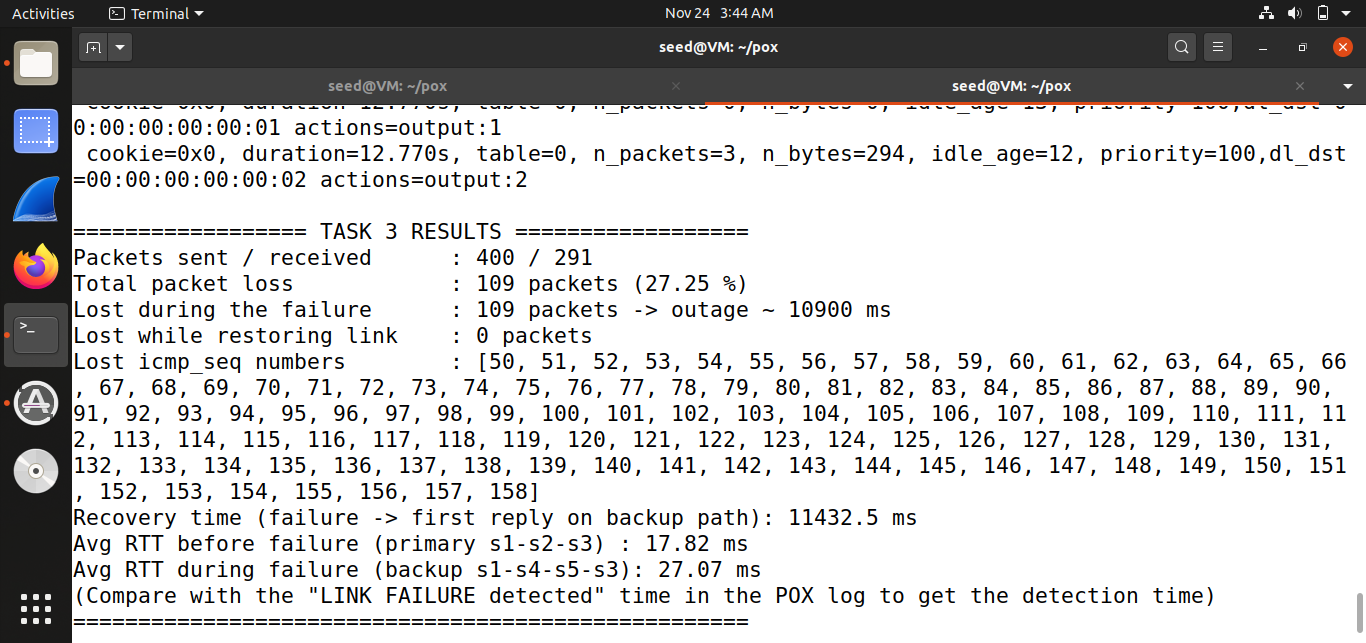 Activities
Terminal
Nov 24 3:44 AM
seed@VM: ~/pox
seed@VM: ~/pox
seed@VM: ~/pox
0:00:00:00:00:01 actions=output:1
 cookie=0x0, duration=12.770s, table=0, n_packets=3, n_bytes=294, idle_age=12, priority=100,dl_dst
=00:00:00:00:00:02 actions=output:2
================== TASK 3 RESULTS ==================
Packets sent / received      : 400 / 291
Total packet loss            : 109 packets (27.25 %)
Lost during the failure      : 109 packets -> outage ~ 10900 ms
Lost while restoring link    : 0 packets
Lost icmp_seq numbers        : [50, 51, 52, 53, 54, 55, 56, 57, 58, 59, 60, 61, 62, 63, 64, 65, 66
, 67, 68, 69, 70, 71, 72, 73, 74, 75, 76, 77, 78, 79, 80, 81, 82, 83, 84, 85, 86, 87, 88, 89, 90,
91, 92, 93, 94, 95, 96, 97, 98, 99, 100, 101, 102, 103, 104, 105, 106, 107, 108, 109, 110, 111, 11
2, 113, 114, 115, 116, 117, 118, 119, 120, 121, 122, 123, 124, 125, 126, 127, 128, 129, 130, 131,
132, 133, 134, 135, 136, 137, 138, 139, 140, 141, 142, 143, 144, 145, 146, 147, 148, 149, 150, 151
, 152, 153, 154, 155, 156, 157, 158]
Recovery time (failure -> first reply on backup path): 11432.5 ms
Avg RTT before failure (primary s1-s2-s3) : 17.82 ms
Avg RTT during failure (backup s1-s4-s5-s3): 27.07 ms
(Compare with the "LINK FAILURE detected" time in the POX log to get the detection time)
====================================================